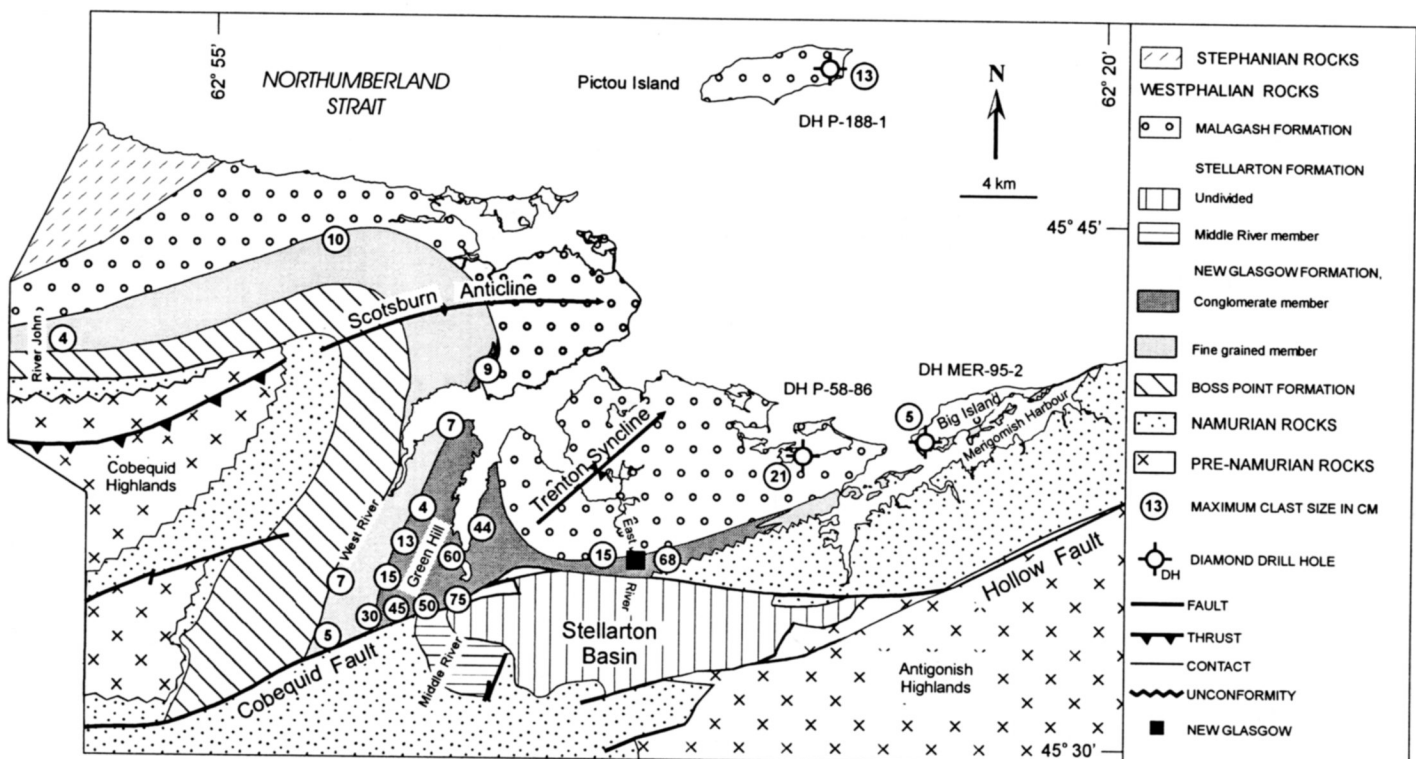 62° 55'
62° 20'
NORTHUMBERLAND
STRAIT
Pictou Island
13
DH P-188-1
N
4 km
45° 45'
10
Scotsburn Anticline
4
River John
9
DH P-58-86
DH MER-95-2
5
Big Island
Merigomish Harbour
7
21
Trenton Syncline
Cobequid
Highlands
West River
4
13
44
Green Hill
60
15
East
River
15
68
7
30
45
50
75
5
Hollow Fault
Stellarton
Basin
Cobequid Fault
Middle River
Antigonish
Highlands
45° 30'
STEPHANIAN ROCKS
WESTPHALIAN ROCKS
MALAGASH FORMATION
STELLARTON FORMATION
Undivided
Middle River member
NEW GLASGOW FORMATION,
Conglomerate member
Fine grained member
BOSS POINT FORMATION
NAMURIAN ROCKS
PRE-NAMURIAN ROCKS
13 MAXIMUM CLAST SIZE IN CM
DH DIAMOND DRILL HOLE
FAULT
THRUST
CONTACT
UNCONFORMITY
NEW GLASGOW